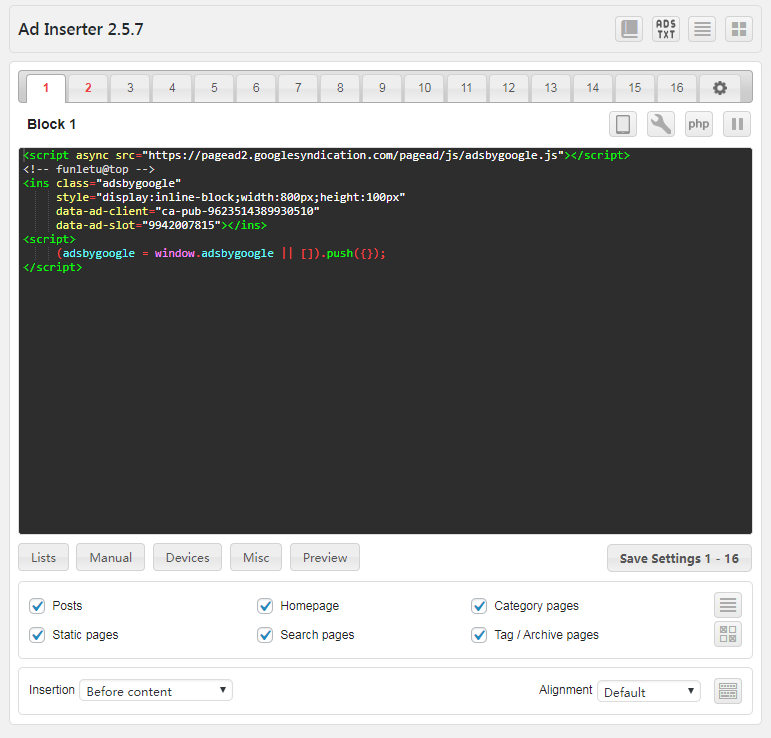 Ad Inserter 2.5.7
ADS
TXT
1 2 3 4 5 6 7 8 9 10 11 12 13 14 15 16
Block 1
php
<script async src="https://pagead2.googlesyndication.com/pagead/js/adsbygoogle.js"></script>
<!-- funletu@top -->
<ins class="adsbygoogle"
style="display:inline-block;width:800px;height:100px"
data-ad-client="ca-pub-9623514389930510"
data-ad-slot="9942007815"></ins>
<script>
(adsbygoogle = window.adsbygoogle || []).push({});
</script>
Lists Manual Devices Misc Preview Save Settings 1 - 16
Posts Homepage Category pages
Static pages Search pages Tag / Archive pages
Insertion Before content Alignment Default